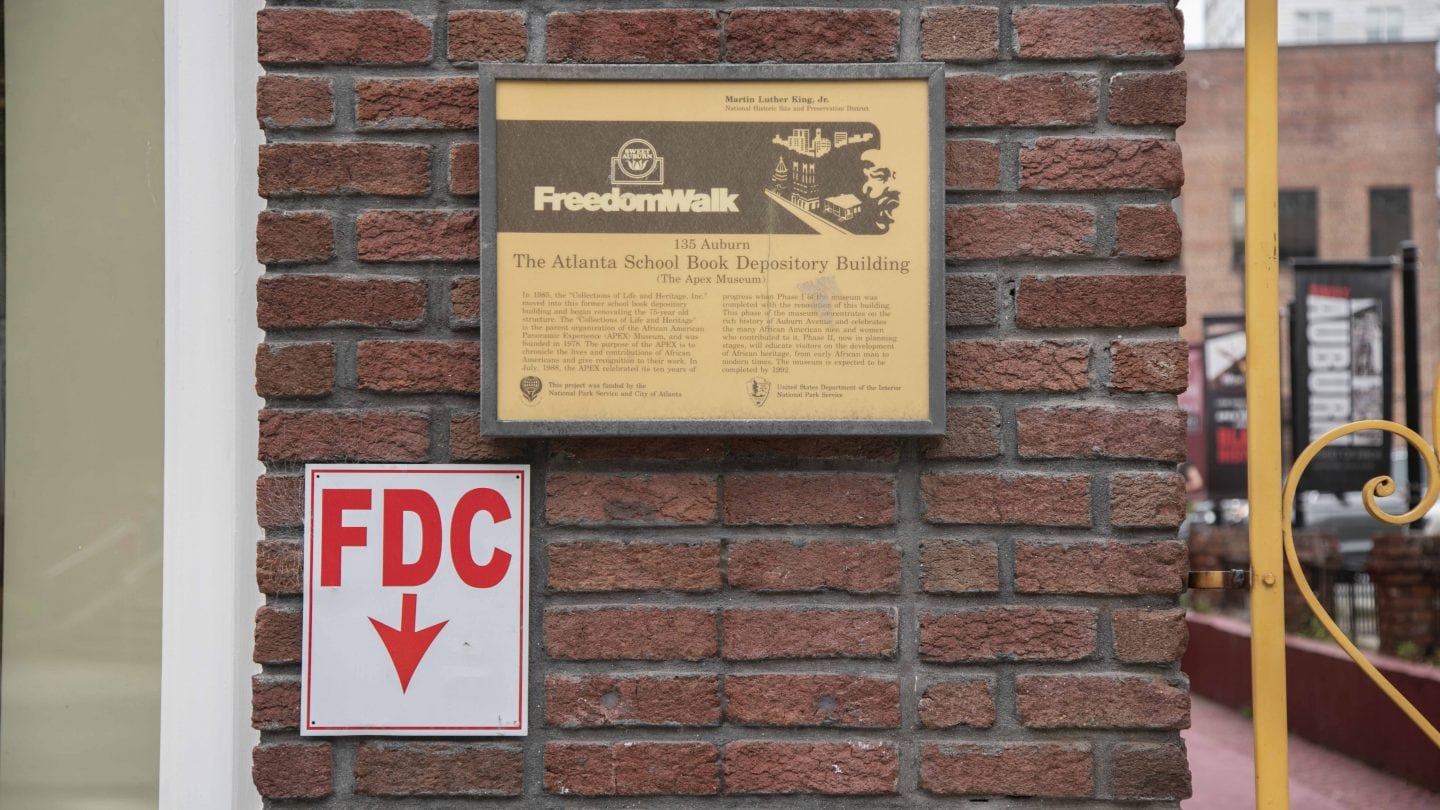 Martin Luther King, Jr.
National Historic Site and Preservation District
SWEET
AUBURN
FreedomWalk
135 Auburn
The Atlanta School Book Depository Building
(The Apex Museum)
In 1985, the "Collections of Life and Heritage, Inc."
moved into this former school book depository
building and began renovating the 75-year old
structure. The "Collections of Life and Heritage"
is the parent organization of the African American
Panoramic Experience (APEX) Museum, and was
founded in 1978. The purpose of the APEX is to
chronicle the lives and contributions of African
Americans and give recognition to their work. In
July, 1988, the APEX celebrated its ten years of
progress when Phase I of the museum was
completed with the renovation of this building.
This phase of the museum concentrates on the
rich history of Auburn Avenue and celebrates
the many African American men and women
who contributed to it. Phase II, now in planning
stages, will educate visitors on the development
of African heritage, from early African man to
modern times. The museum is expected to be
completed by 1992.
This project was funded by the
National Park Service and City of Atlanta
United States Department of the Interior
National Park Service
FDC
AUBURN